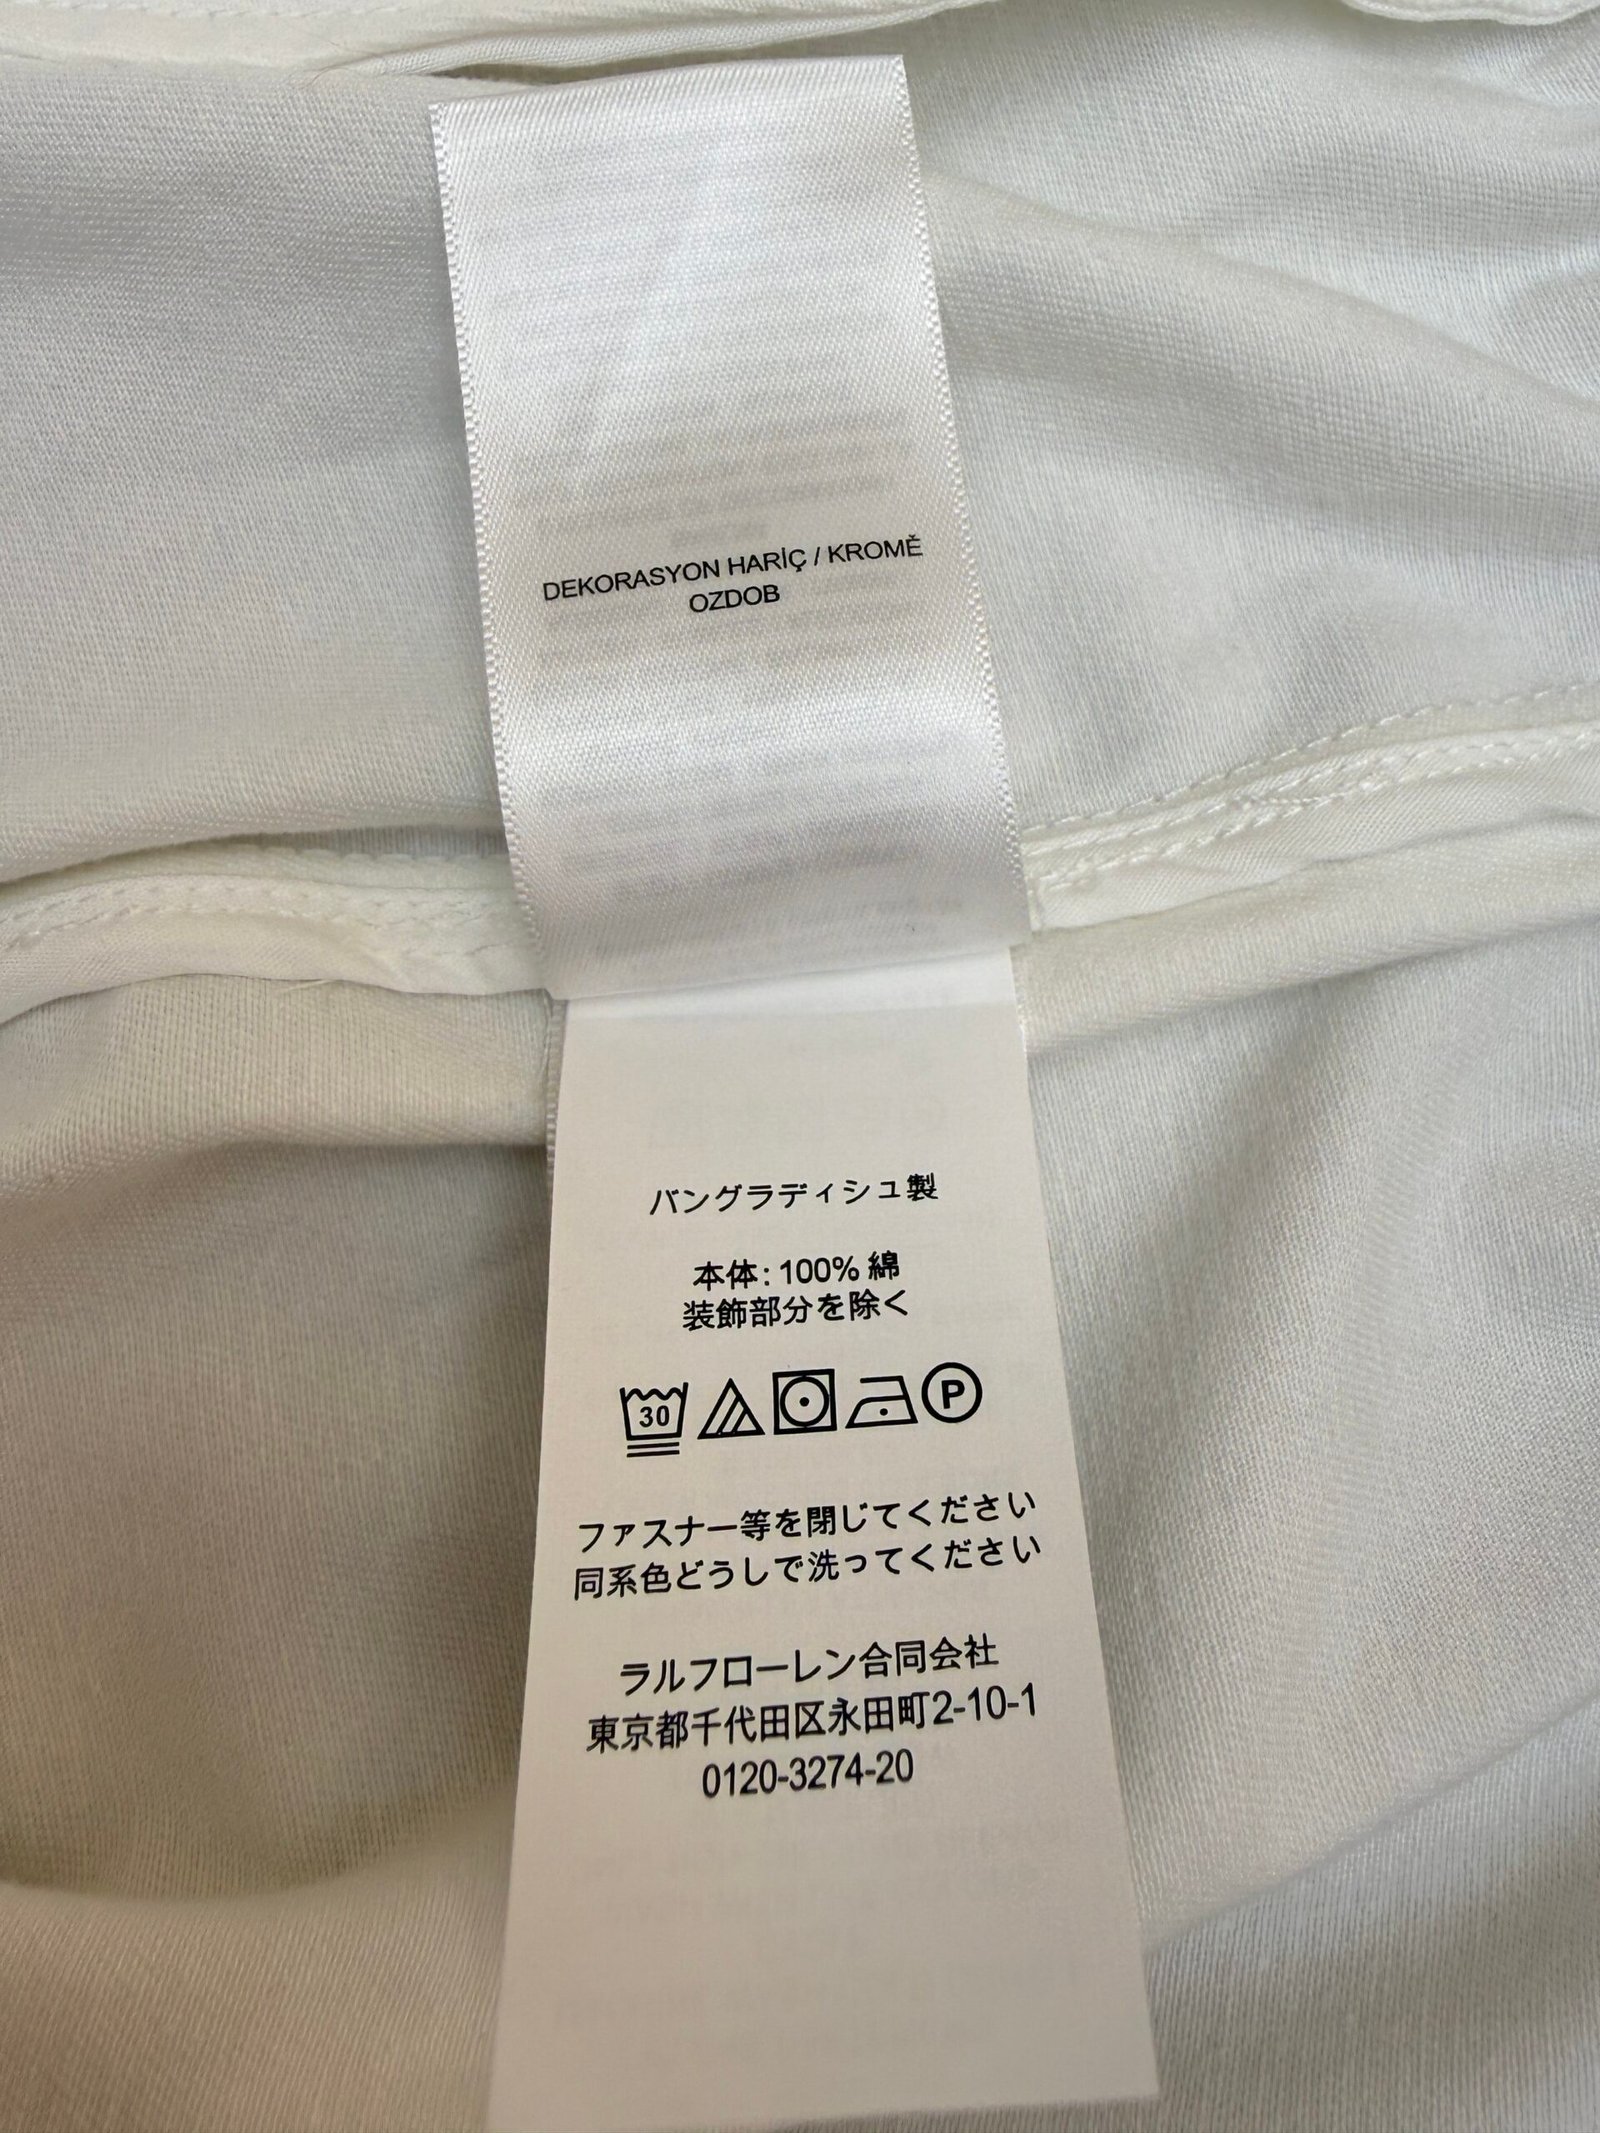 DEKORASYON HARİÇ / KROMĚ
OZDOB
バングラディシュ製
本体: 100% 綿
装飾部分を除く
30
P
ファスナー等を閉じてください
同系色どうしで洗ってください
ラルフローレン合同会社
東京都千代田区永田町2-10-1
0120-3274-20